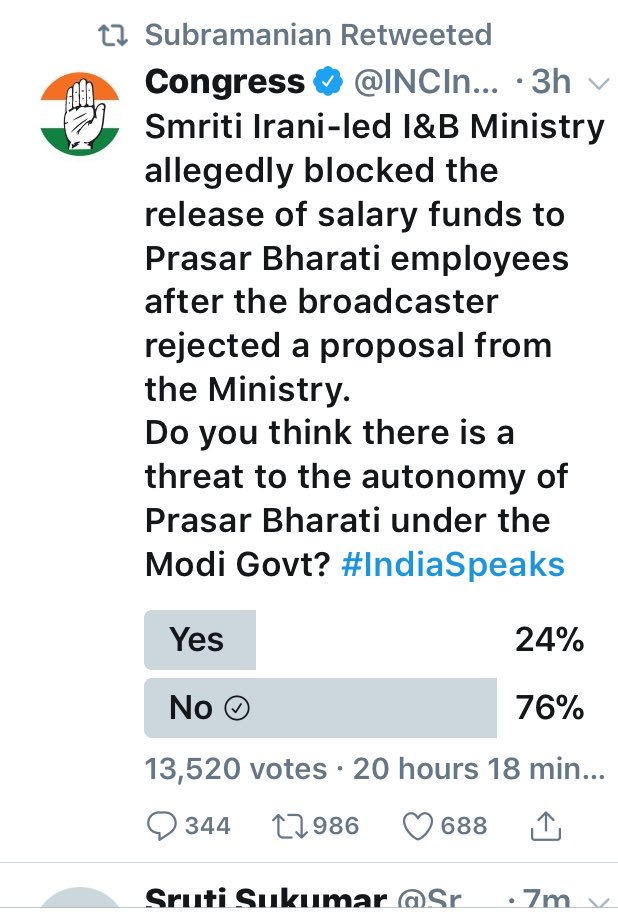 Subramanian Retweeted
Congress @INCIn... · 3h
Smriti Irani-led I&B Ministry
allegedly blocked the
release of salary funds to
Prasar Bharati employees
after the broadcaster
rejected a proposal from
the Ministry.
Do you think there is a
threat to the autonomy of
Prasar Bharati under the
Modi Govt? #IndiaSpeaks
Yes 24%
No 76%
13,520 votes · 20 hours 18 min...
344 986 688
Sruti Sukumar @Sr... · 7m